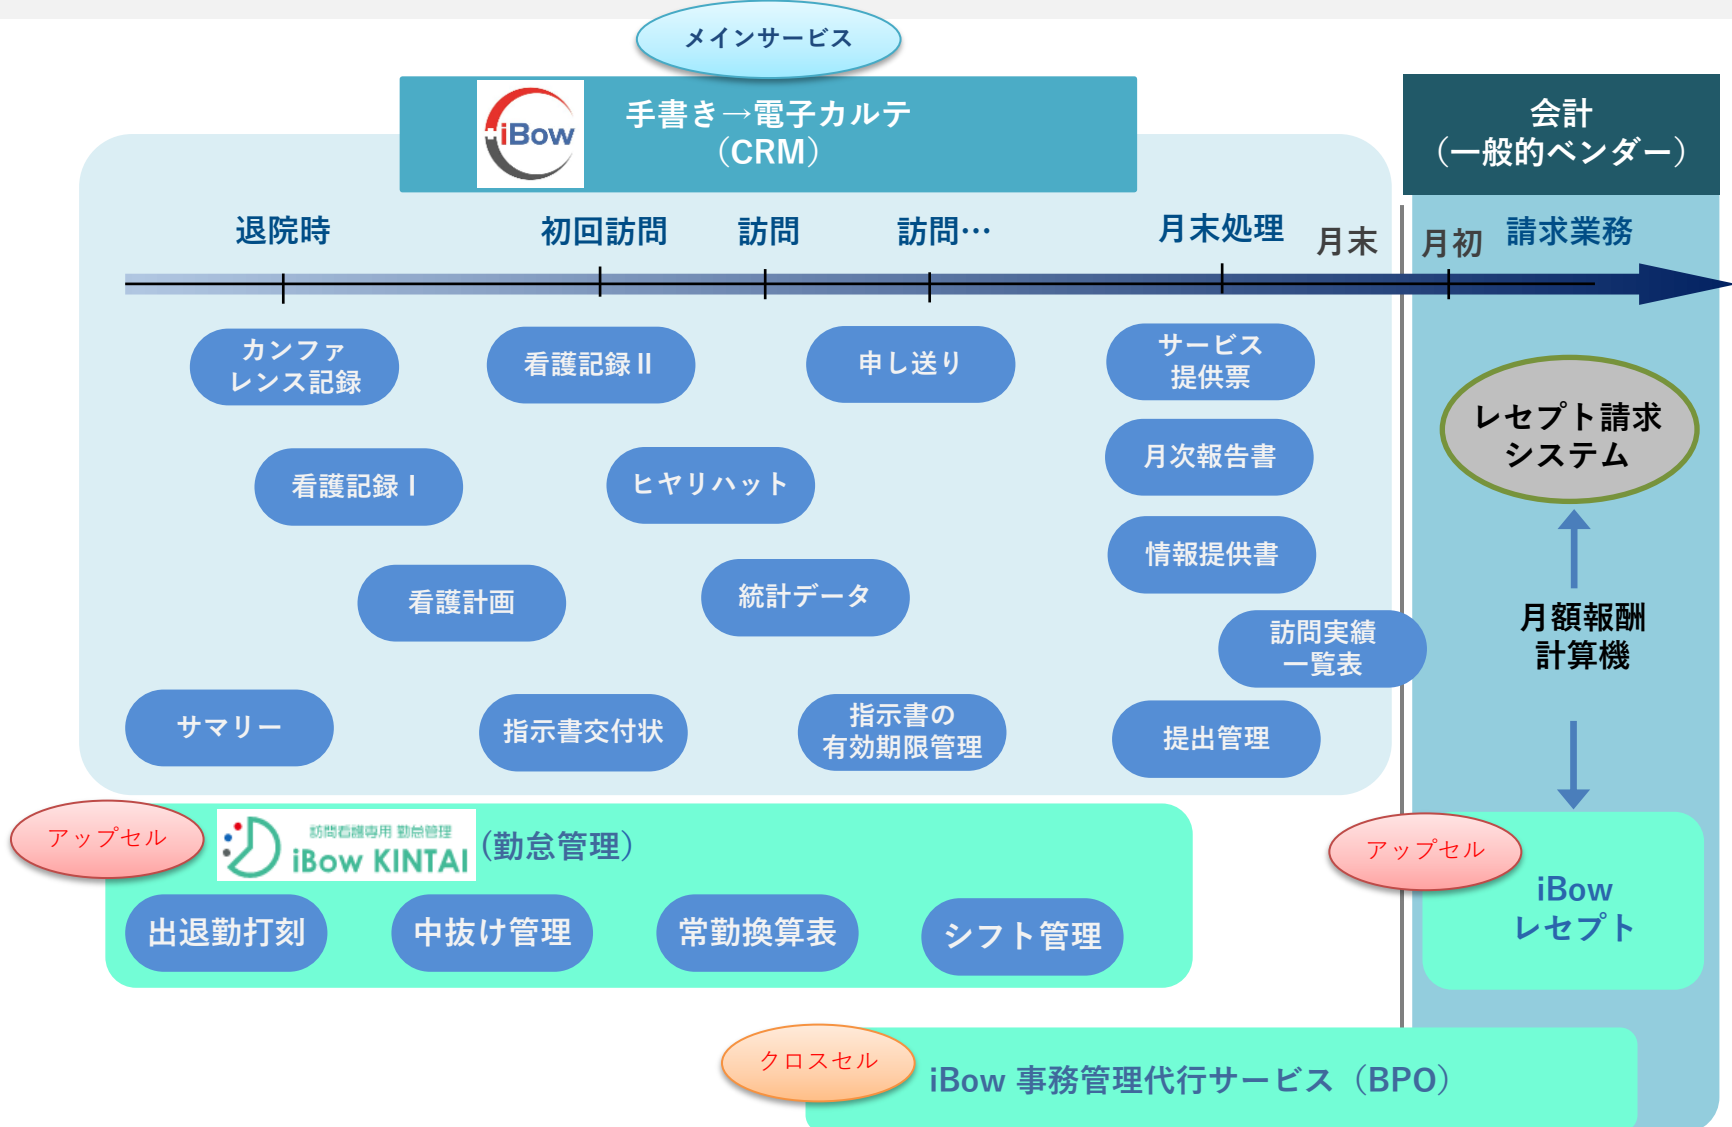 メインサービス
iBow
手書き→電子カルテ
（CRM）
会計
（一般的ベンダー）
退院時
初回訪問
訪問
訪問…
月末処理
月末
月初
請求業務
カンファ
レンス記録
看護記録Ⅱ
申し送り
サービス
提供票
レセプト請求
システム
看護記録Ⅰ
ヒヤリハット
月次報告書
情報提供書
看護計画
統計データ
訪問実績
一覧表
月額報酬
計算機
サマリー
指示書交付状
指示書の
有効期限管理
提出管理
アップセル
訪問看護専用 勤怠管理
iBow KINTAI
（勤怠管理）
出退勤打刻
中抜け管理
常勤換算表
シフト管理
アップセル
iBow
レセプト
クロスセル
iBow 事務管理代行サービス（BPO）